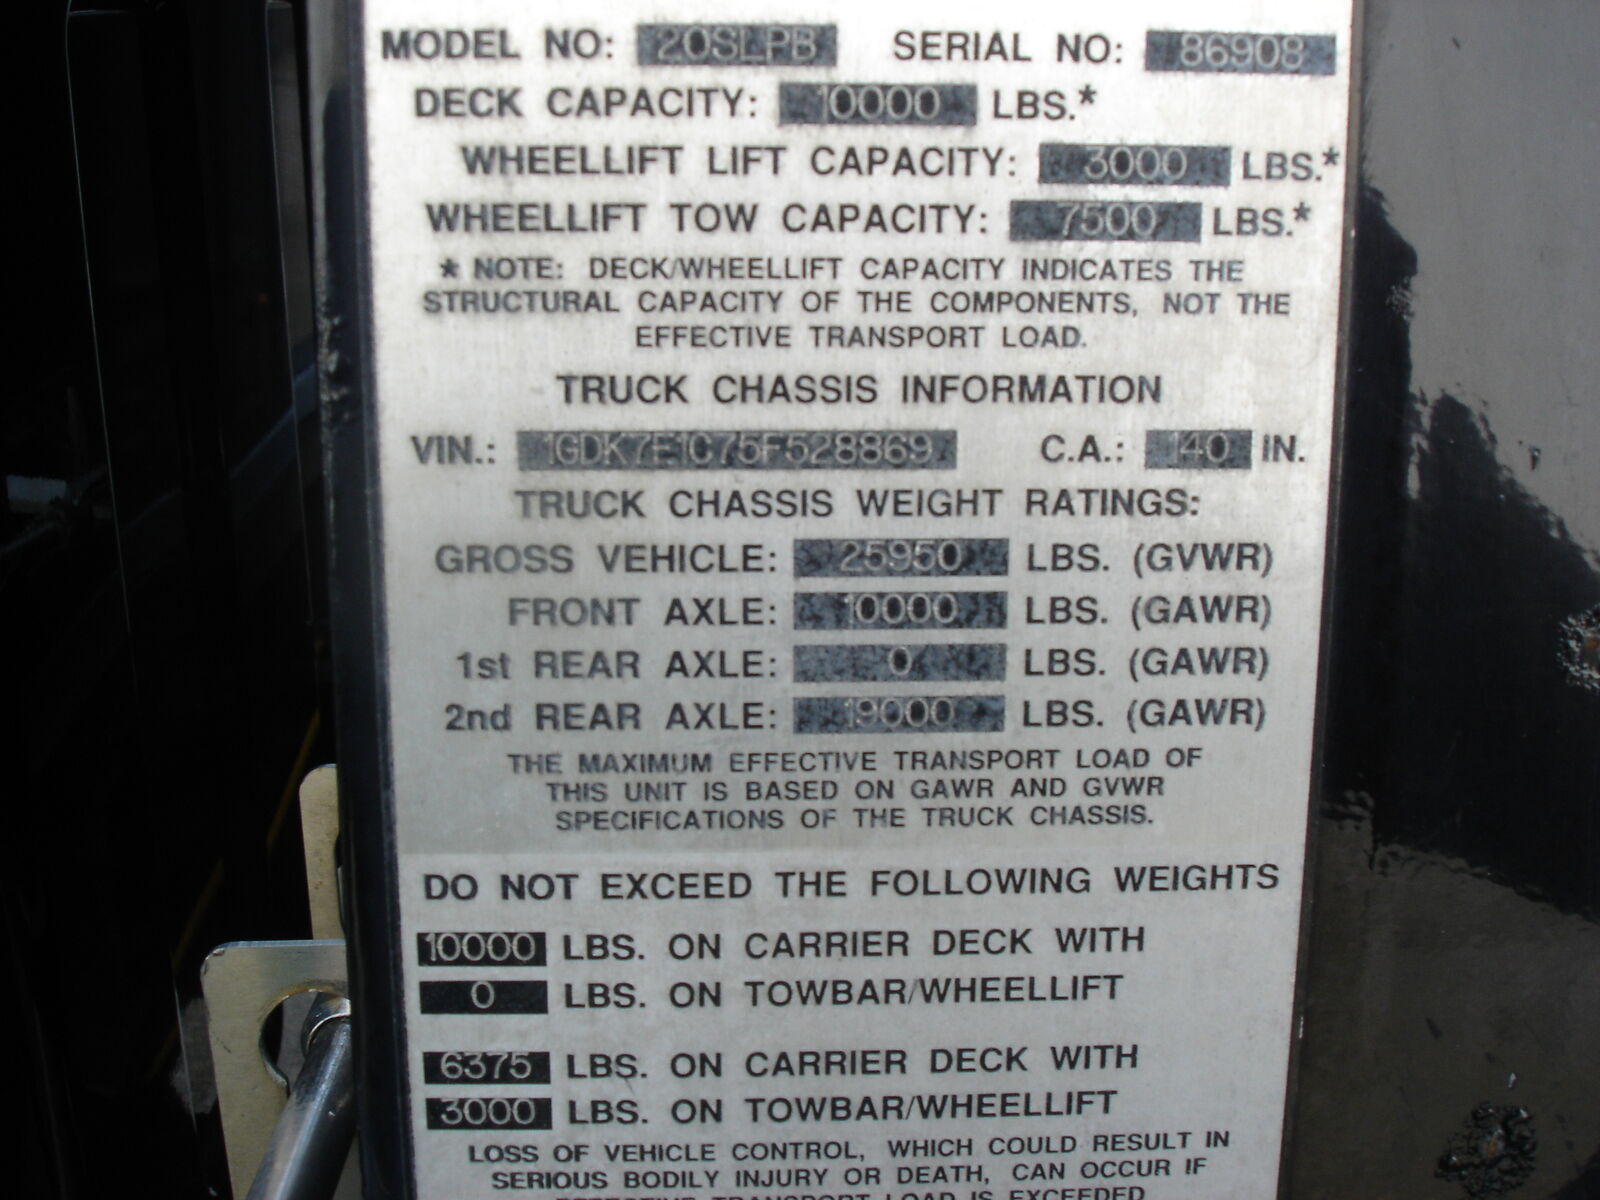 MODEL NO: 20SLPB SERIAL NO: 86908
DECK CAPACITY: 10000 LBS.*
WHEELLIFT LIFT CAPACITY: 3000 LBS.*
WHEELLIFT TOW CAPACITY: 7500 LBS.*
* NOTE: DECK/WHEELLIFT CAPACITY INDICATES THE
STRUCTURAL CAPACITY OF THE COMPONENTS, NOT THE
EFFECTIVE TRANSPORT LOAD.
TRUCK CHASSIS INFORMATION
VIN.: 1GDK7E1C75F528869 C.A.: 140 IN.
TRUCK CHASSIS WEIGHT RATINGS:
GROSS VEHICLE: 25950 LBS. (GVWR)
FRONT AXLE: 10000 LBS. (GAWR)
1st REAR AXLE: 0 LBS. (GAWR)
2nd REAR AXLE: 19000 LBS. (GAWR)
THE MAXIMUM EFFECTIVE TRANSPORT LOAD OF
THIS UNIT IS BASED ON GAWR AND GVWR
SPECIFICATIONS OF THE TRUCK CHASSIS.
DO NOT EXCEED THE FOLLOWING WEIGHTS
10000 LBS. ON CARRIER DECK WITH
0 LBS. ON TOWBAR/WHEELLIFT
6375 LBS. ON CARRIER DECK WITH
3000 LBS. ON TOWBAR/WHEELLIFT
LOSS OF VEHICLE CONTROL, WHICH COULD RESULT IN
SERIOUS BODILY INJURY OR DEATH, CAN OCCUR IF
EFFECTIVE TRANSPORT LOAD IS EXCEEDED